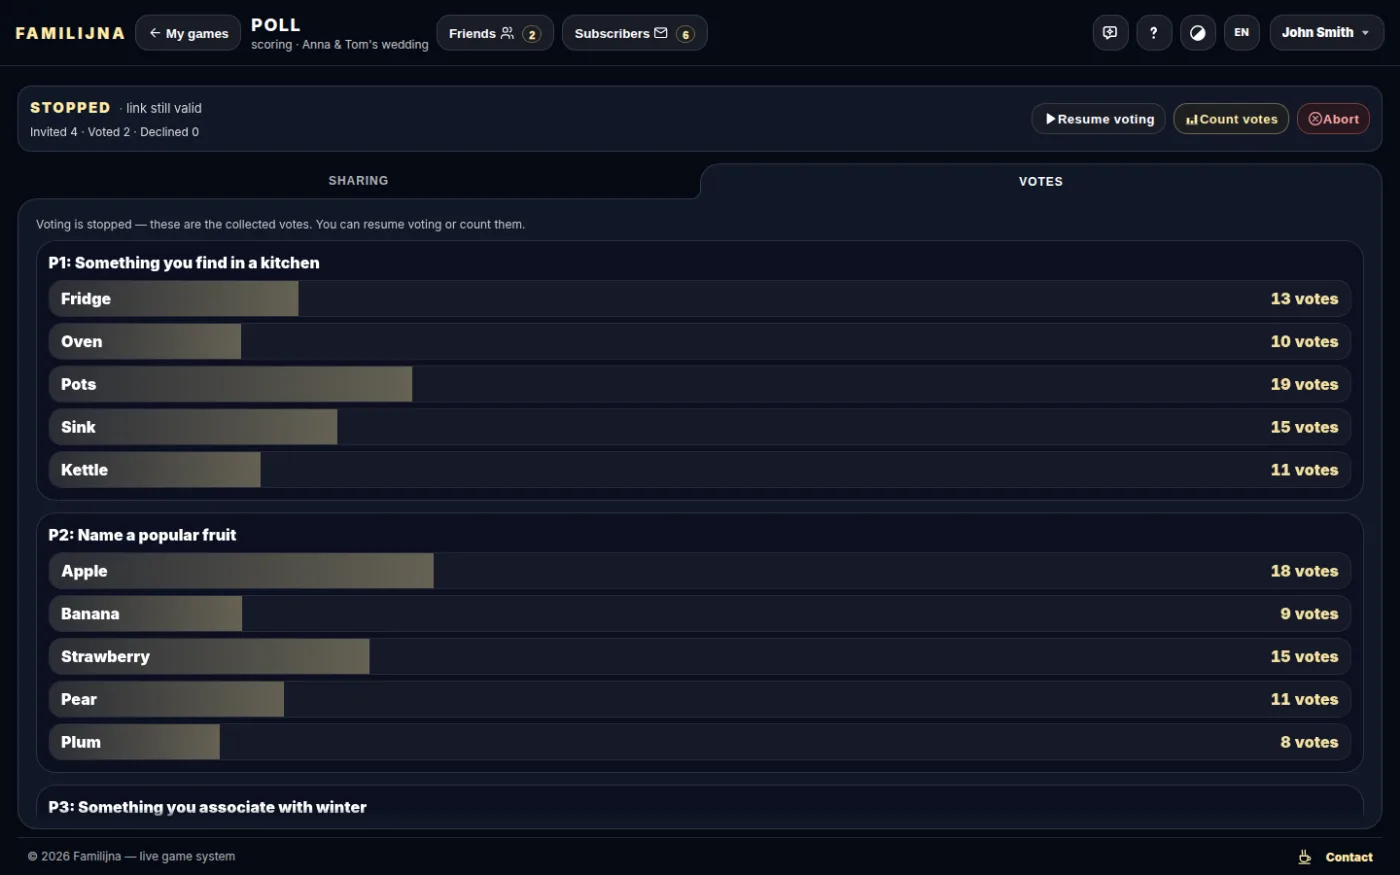 FAMILIJNA
← My games
POLL
scoring · Anna & Tom's wedding
Friends 2
Subscribers 6
?
EN
John Smith
STOPPED · link still valid
Invited 4 · Voted 2 · Declined 0
Resume voting
Count votes
Abort
SHARING
VOTES
Voting is stopped — these are the collected votes. You can resume voting or count them.
P1: Something you find in a kitchen
Fridge 13 votes
Oven 10 votes
Pots 19 votes
Sink 15 votes
Kettle 11 votes
P2: Name a popular fruit
Apple 18 votes
Banana 9 votes
Strawberry 15 votes
Pear 11 votes
Plum 8 votes
P3: Something you associate with winter
© 2026 Familijna — live game system
Contact